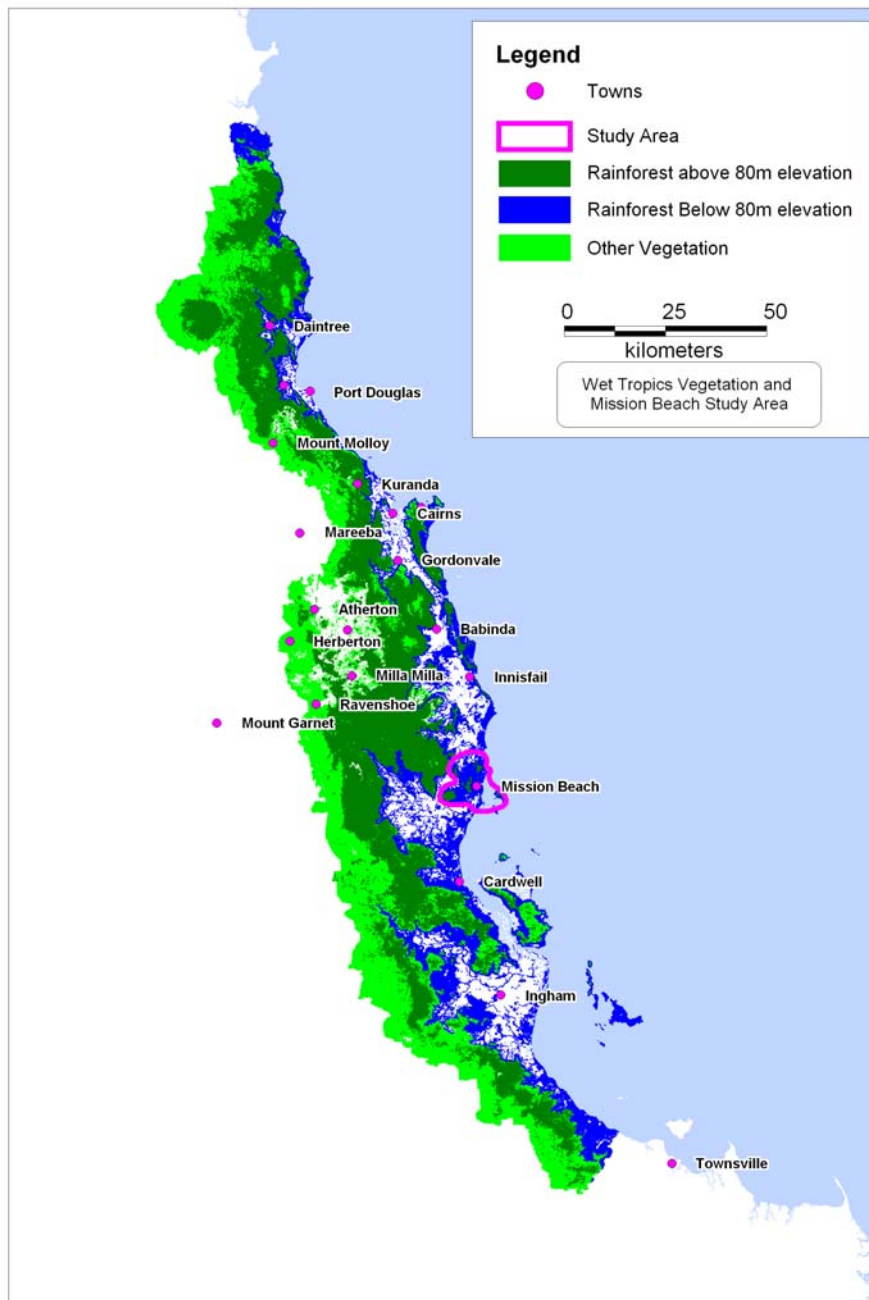 Legend
Towns
Study Area
Rainforest above 80m elevation
Rainforest Below 80m elevation
Other Vegetation
0 25 50
kilometers
Wet Tropics Vegetation and
Mission Beach Study Area
Daintree
Port Douglas
Mount Molloy
Kuranda
Cairns
Mareeba
Gordonvale
Atherton
Babinda
Herberton
Milla Milla
Innisfail
Ravenshoe
Mount Garnet
Mission Beach
Cardwell
Ingham
Townsville